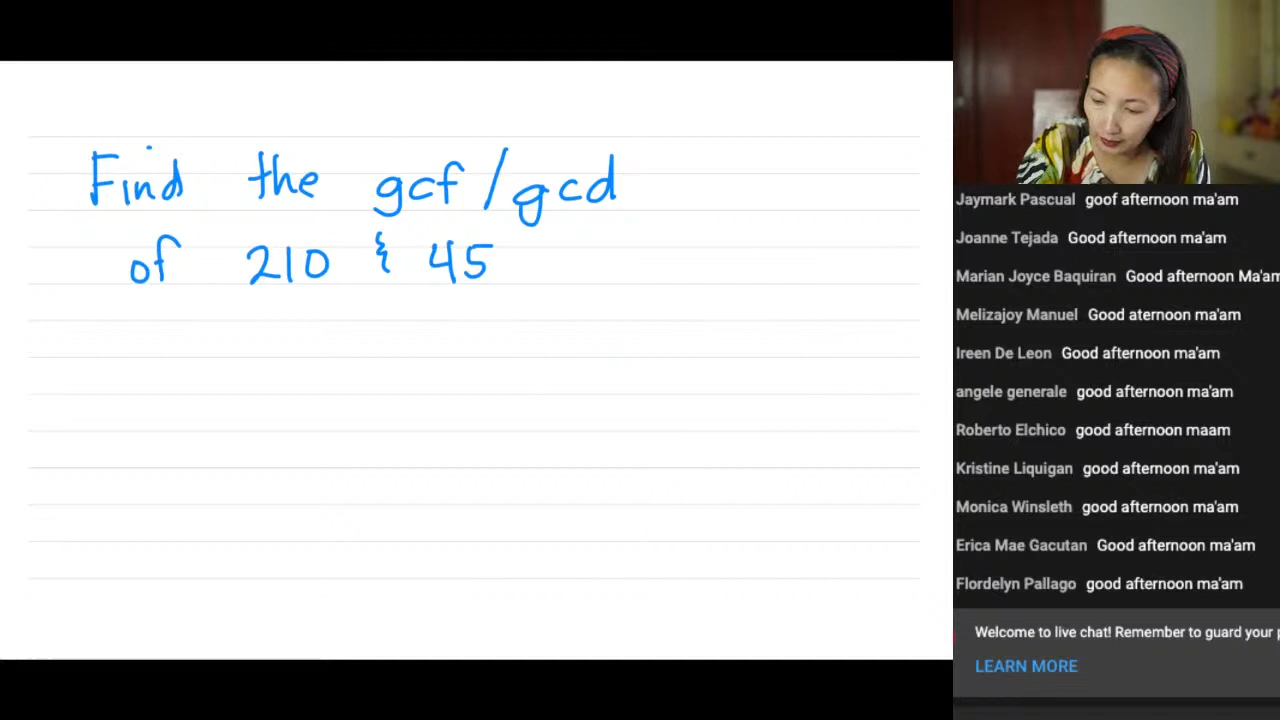 Find the gcf/gcd
of 210 & 45
Jaymark Pascual goof afternoon ma'am
Joanne Tejada Good afternoon ma'am
Marian Joyce Baquiran Good afternoon Ma'am
Melizajoy Manuel Good aternoon ma'am
Ireen De Leon Good afternoon ma'am
angele generale good afternoon ma'am
Roberto Elchico good afternoon maam
Kristine Liquigan good afternoon ma'am
Monica Winsleth good afternoon ma'am
Erica Mae Gacutan Good afternoon ma'am
Flordelyn Pallago good afternoon ma'am
Welcome to live chat! Remember to guard your
LEARN MORE